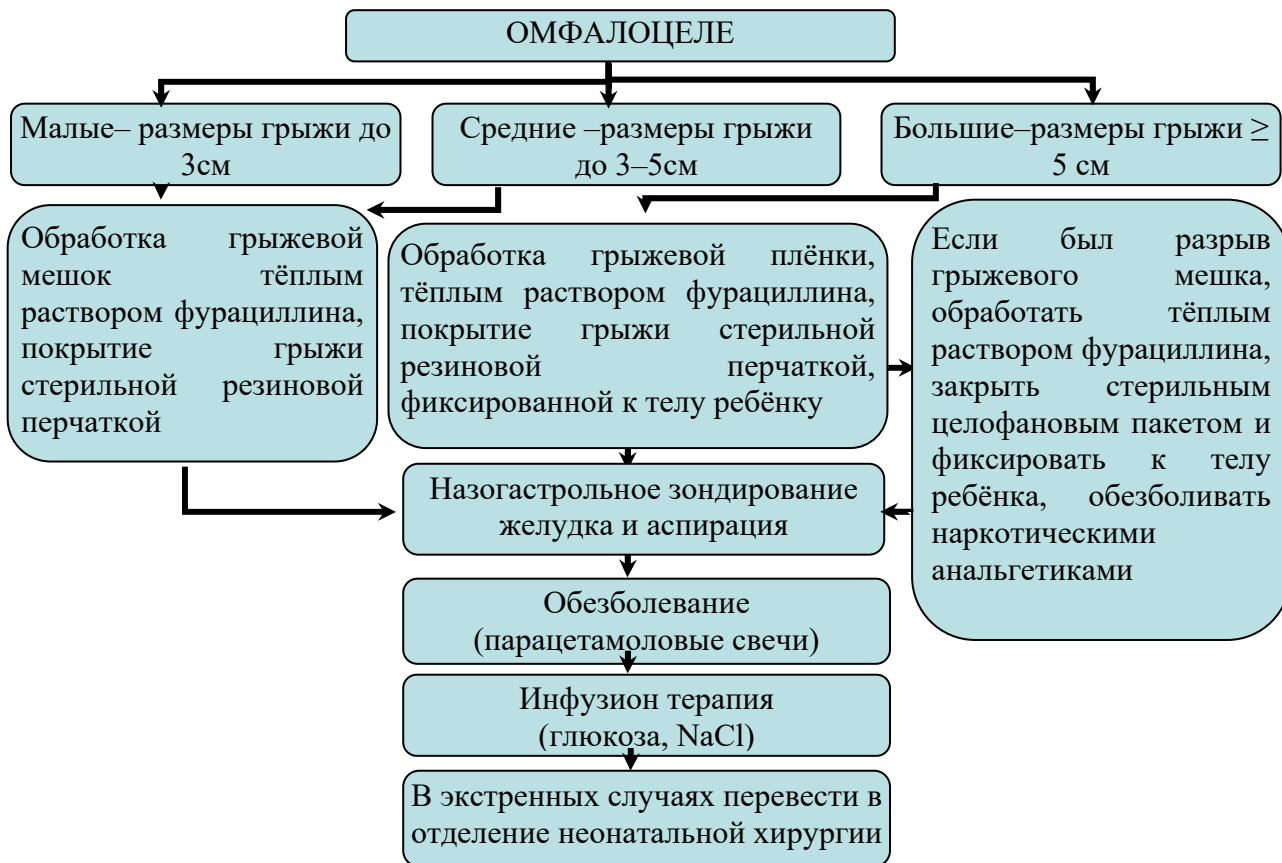 ОМФАЛОЦЕЛЕ
Малые– размеры грыжи до
3см
Средние –размеры грыжи
до 3–5см
Большие–размеры грыжи ≥
5 см
Обработка грыжевой
мешок тёплым
раствором фурациллина,
покрытие грыжи
стерильной резиновой
перчаткой
Обработка грыжевой плёнки,
тёплым раствором фурациллина,
покрытие грыжи стерильной
резиновой перчаткой,
фиксированной к телу ребёнку
Если был разрыв
грыжевого мешка,
обработать тёплым
раствором фурациллина,
закрыть стерильным
целофановым пакетом и
фиксировать к телу
ребёнка, обезболивать
наркотическими
анальгетиками
Назогастрольное зондирование
желудка и аспирация
Обезболевание
(парацетамоловые свечи)
Инфузион терапия
(глюкоза, NaCl)
В экстренных случаях перевести в
отделение неонатальной хирургии